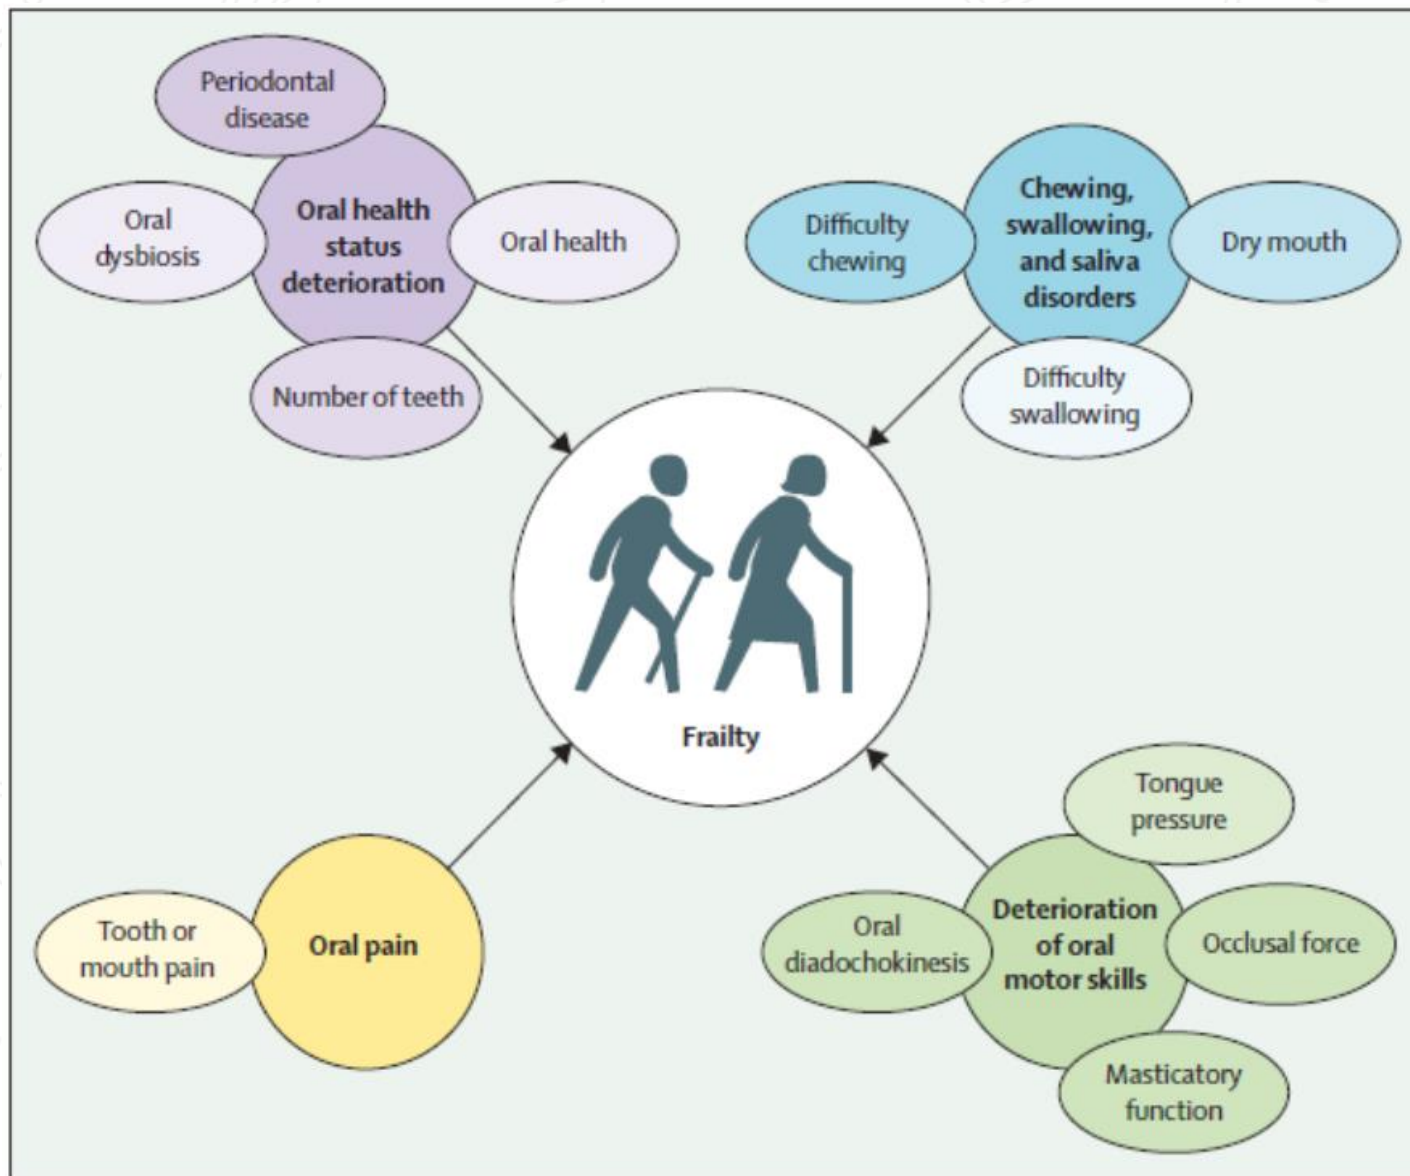 Periodontal
disease
Oral
dysbiosis
Oral health
status
deterioration
Oral health
Number of teeth
Difficulty
chewing
Chewing,
swallowing,
and saliva
disorders
Dry mouth
Difficulty
swallowing
Frailty
Tooth or
mouth pain
Oral pain
Tongue
pressure
Oral
diadochokinesis
Deterioration
of oral
motor skills
Occlusal force
Masticatory
function